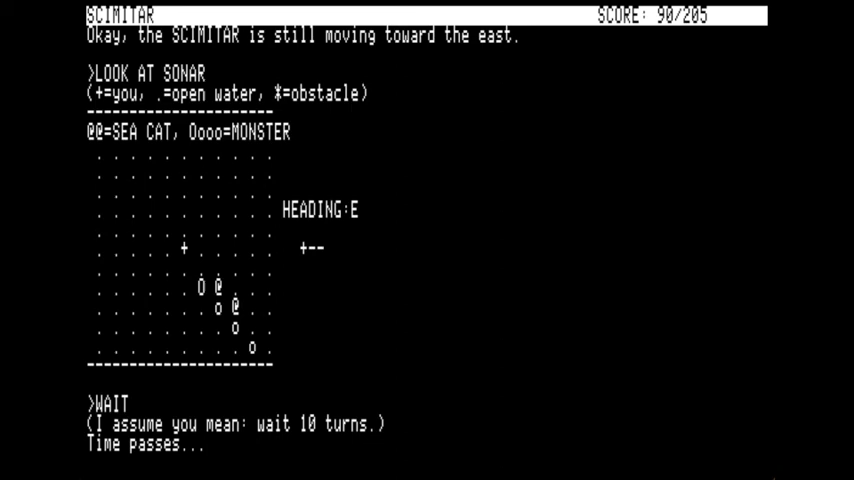 SCIMITAR SCORE: 90/205
Okay, the SCIMITAR is still moving toward the east.
>LOOK AT SONAR
(+=you, .=open water, *=obstacle)
-----------------------
@@=SEA CAT, Oooo=MONSTER
. . . . . . . . .
. . . . . . . . .
. . . . . . . . .
. . . . . . . . . HEADING:E
. . . . . . . . .
. . . . + . . . . +--
. . . . . . . . .
. . . . . O @ . .
. . . . . . o @ .
. . . . . . . o . .
. . . . . . . . o .
-----------------------
>WAIT
(I assume you mean: wait 10 turns.)
Time passes...